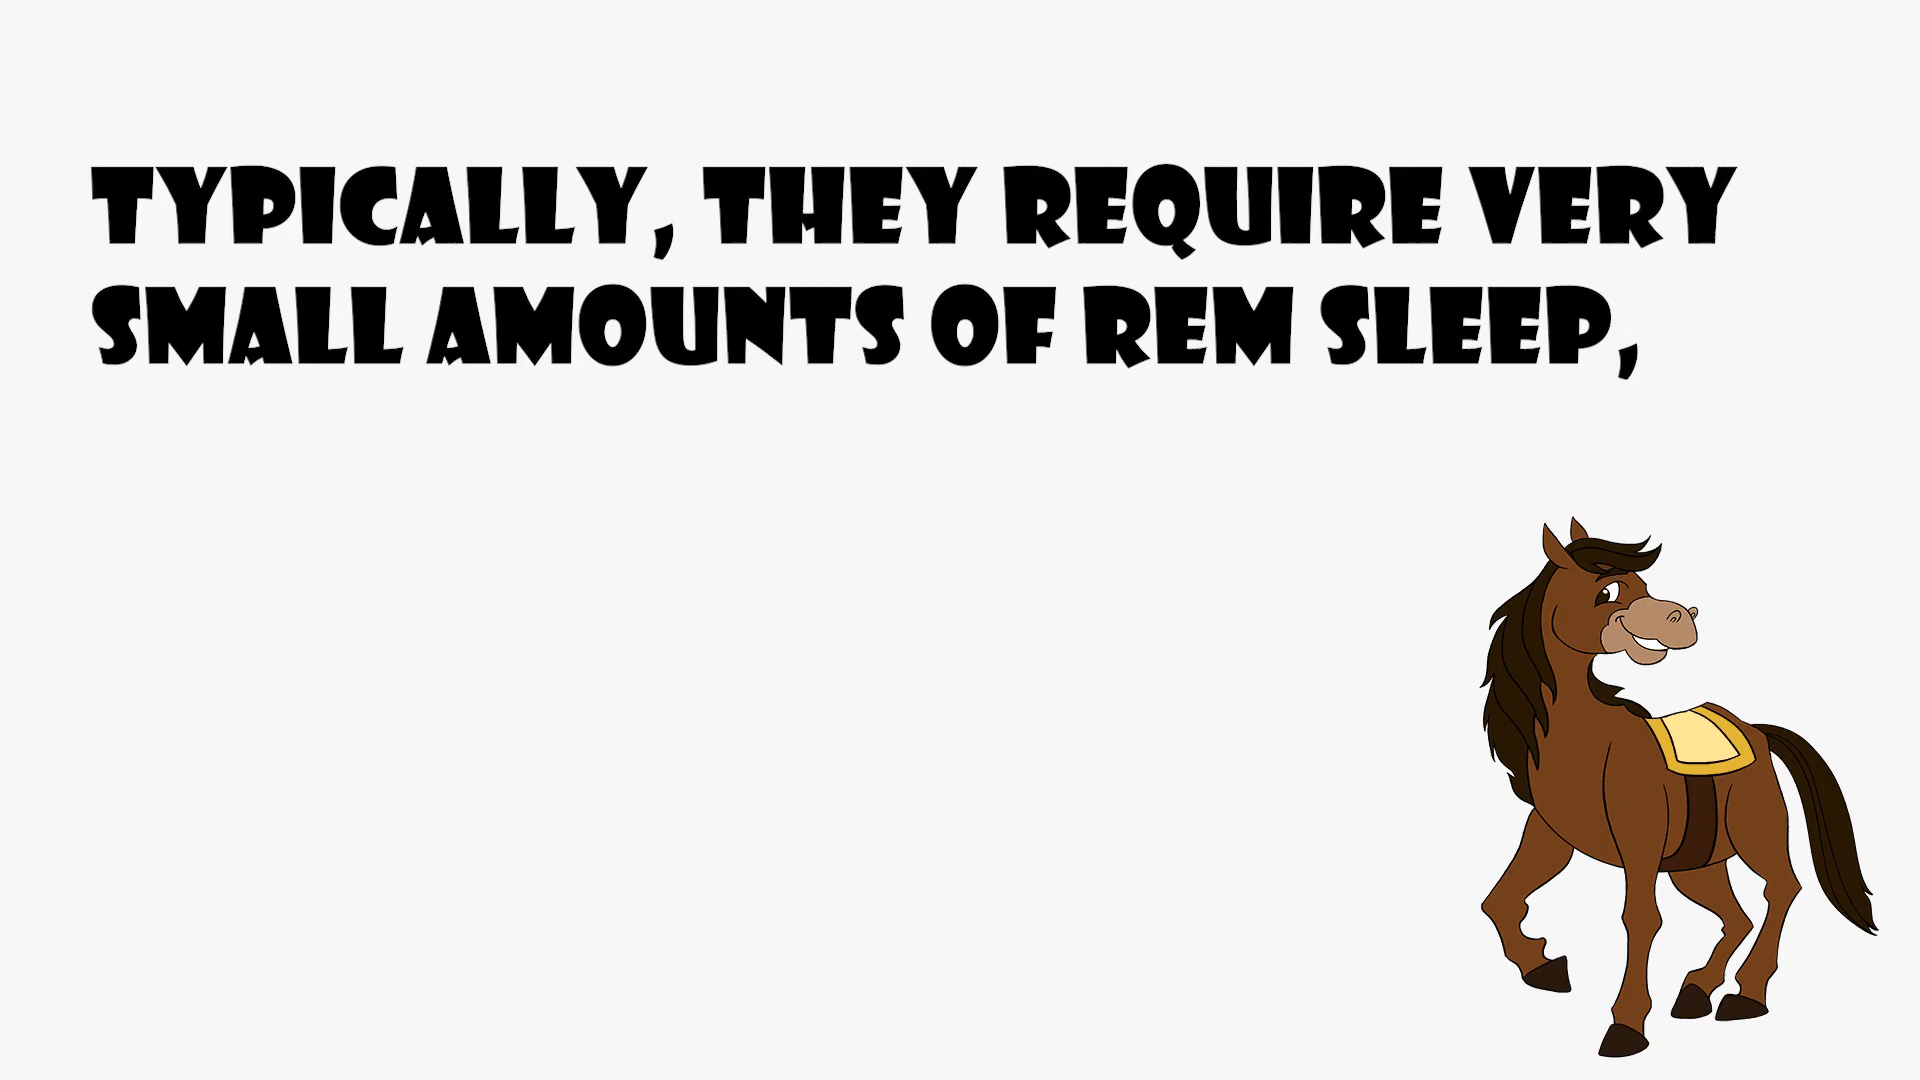 TYPICALLY, THEY REQUIRE VERY
SMALL AMOUNTS OF REM SLEEP,